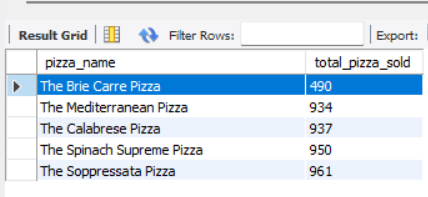 Result Grid Filter Rows: Export:
pizza_name total_pizza_sold
The Brie Carre Pizza 490
The Mediterranean Pizza 934
The Calabrese Pizza 937
The Spinach Supreme Pizza 950
The Soppressata Pizza 961